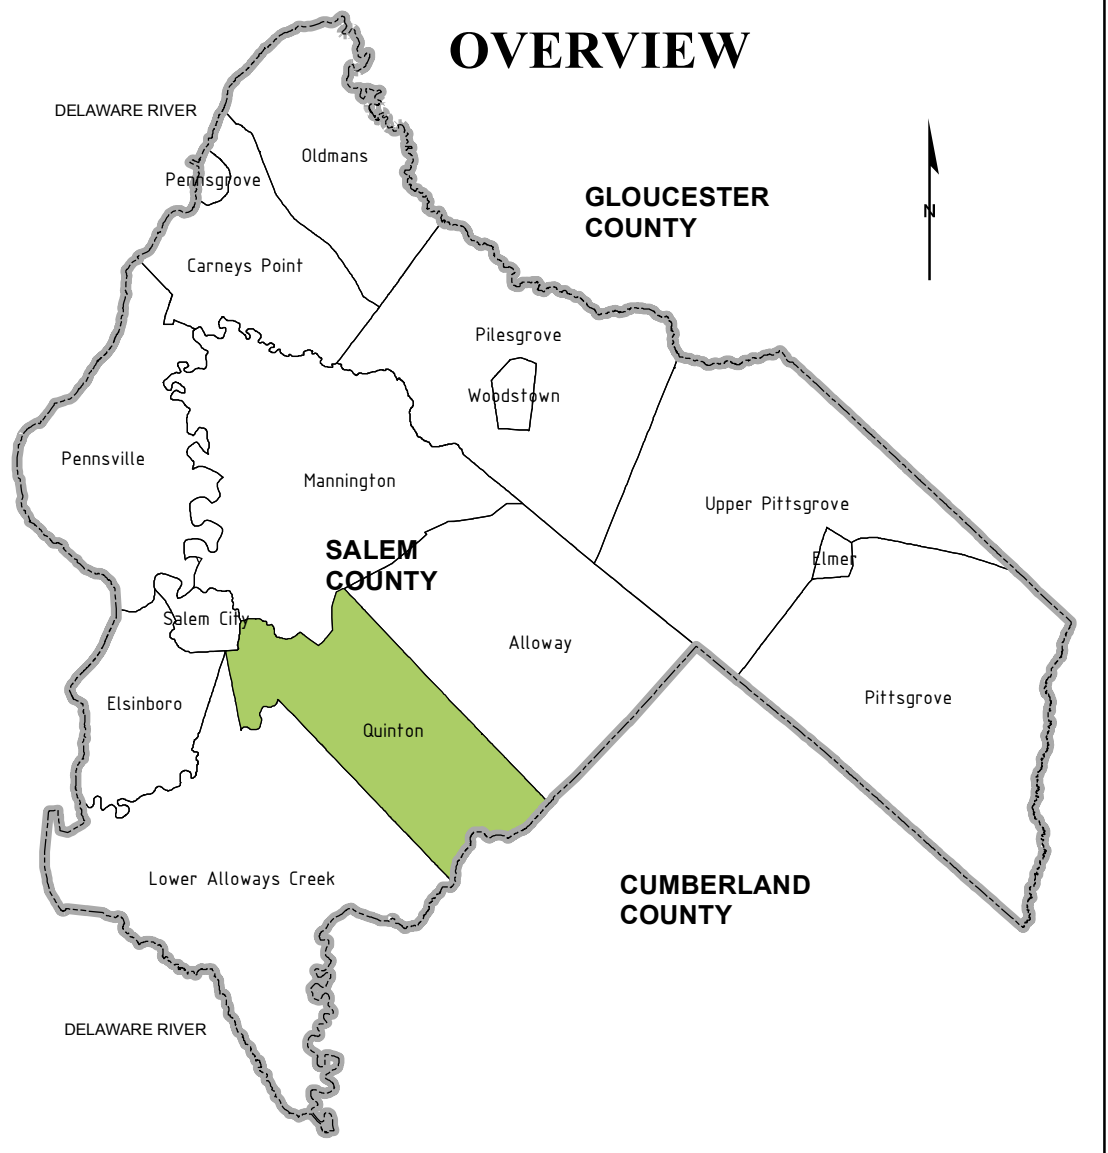 OVERVIEW
DELAWARE RIVER
Oldmans
Pennsgrove
GLOUCESTER
COUNTY
N
Carneys Point
Pilesgrove
Woodstown
Pennsville
Mannington
Upper Pittsgrove
SALEM
COUNTY
Elmer
Salem City
Alloway
Elsinboro
Pittsgrove
Quinton
Lower Alloways Creek
CUMBERLAND
COUNTY
DELAWARE RIVER